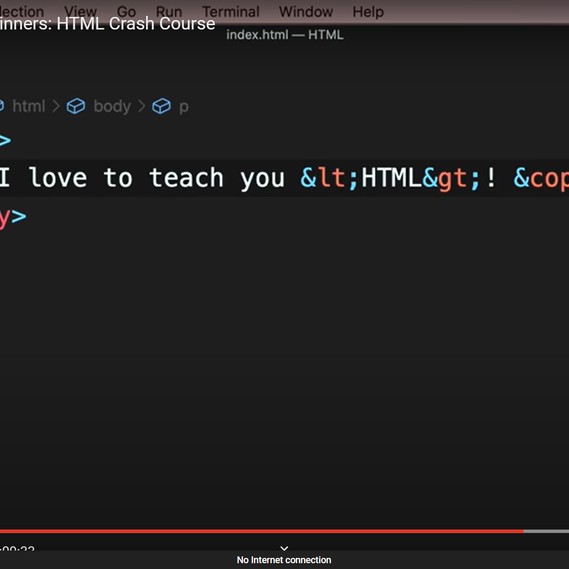 lection View Go Run Terminal Window Help
inners: HTML Crash Course
index.html — HTML
html > body > p
>
I love to teach you &lt;HTML&gt;! &cop
y>
:00:22
No Internet connection